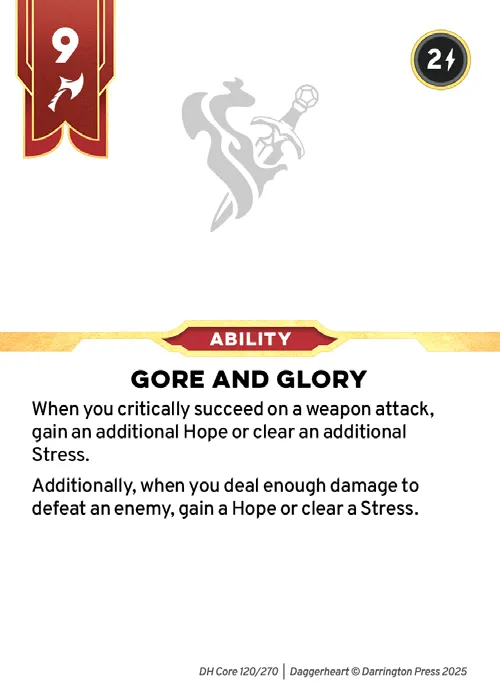 9
2
ABILITY
GORE AND GLORY
When you critically succeed on a weapon attack,
gain an additional Hope or clear an additional
Stress.
Additionally, when you deal enough damage to
defeat an enemy, gain a Hope or clear a Stress.
DH Core 120/270 | Daggerheart © Darrington Press 2025